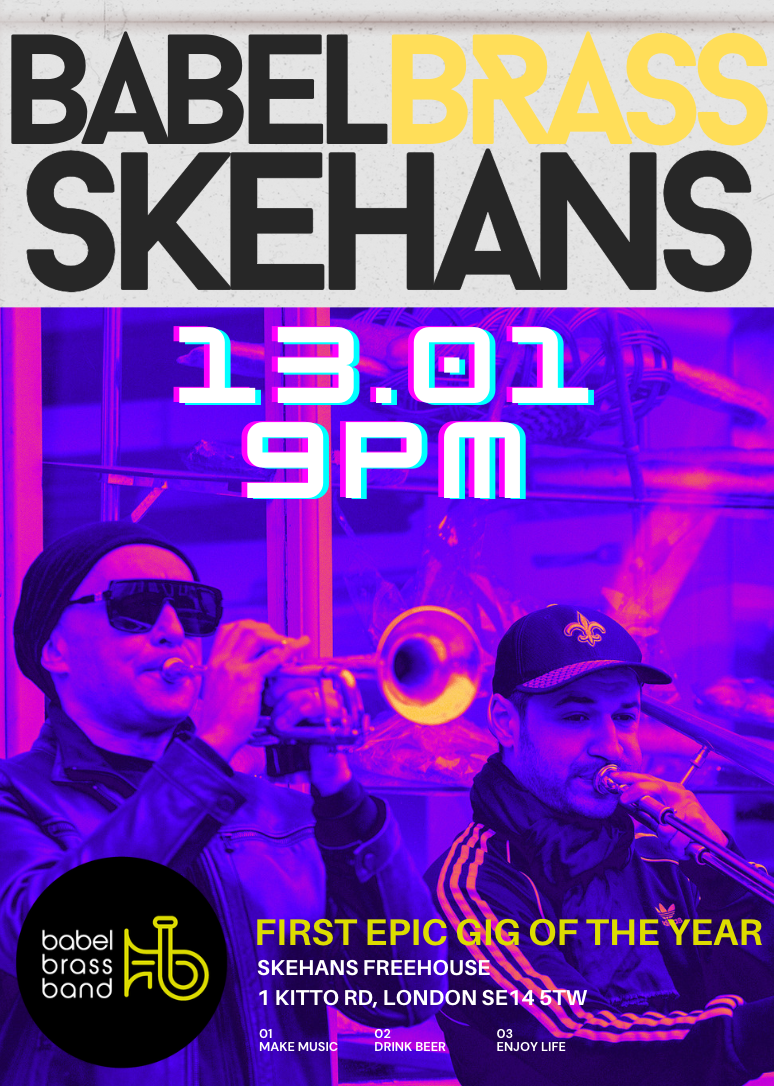 BABELBRASS
SKEHANS
13.01
9PM
babel
brass
band
FIRST EPIC GIG OF THE YEAR
SKEHANS FREEHOUSE
1 KITTO RD, LONDON SE14 5TW
01 02 03
MAKE MUSIC DRINK BEER ENJOY LIFE